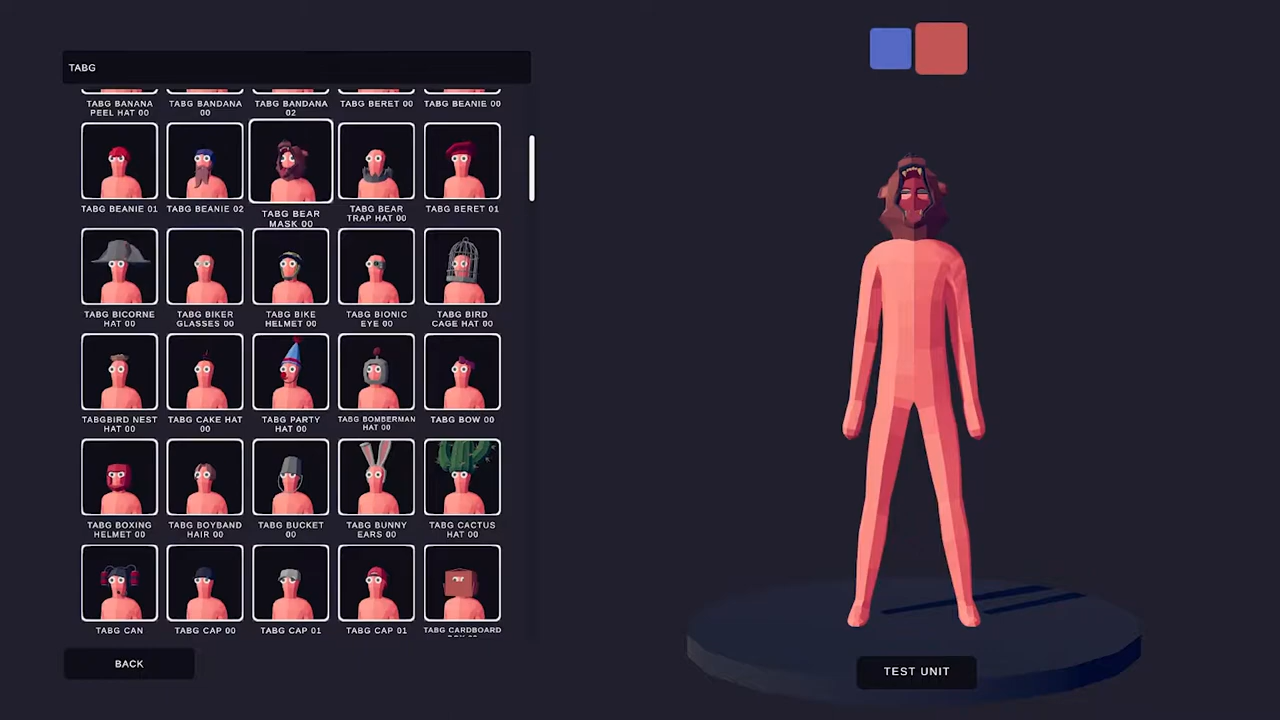 TABG
TABG BANANA
PEEL HAT 00
TABG BANDANA
00
TABG BANDANA
02
TABG BERET 00
TABG BEANIE 00
TABG BEANIE 01
TABG BEANIE 02
TABG BEAR
MASK 00
TABG BEAR
TRAP HAT 00
TABG BERET 01
TABG BICORNE
HAT 00
TABG BIKER
GLASSES 00
TABG BIKE
HELMET 00
TABG BIONIC
EYE 00
TABG BIRD
CAGE HAT 00
TABGBIRD NEST
HAT 00
TABG CAKE HAT
00
TABG PARTY
HAT 00
TABG BOMBERMAN
HAT 00
TABG BOW 00
TABG BOXING
HELMET 00
TABG BOYBAND
HAIR 00
TABG BUCKET
00
TABG BUNNY
EARS 00
TABG CACTUS
HAT 00
TABG CAN
TABG CAP 00
TABG CAP 01
TABG CAP 01
TABG CARDBOARD
BACK
TEST UNIT